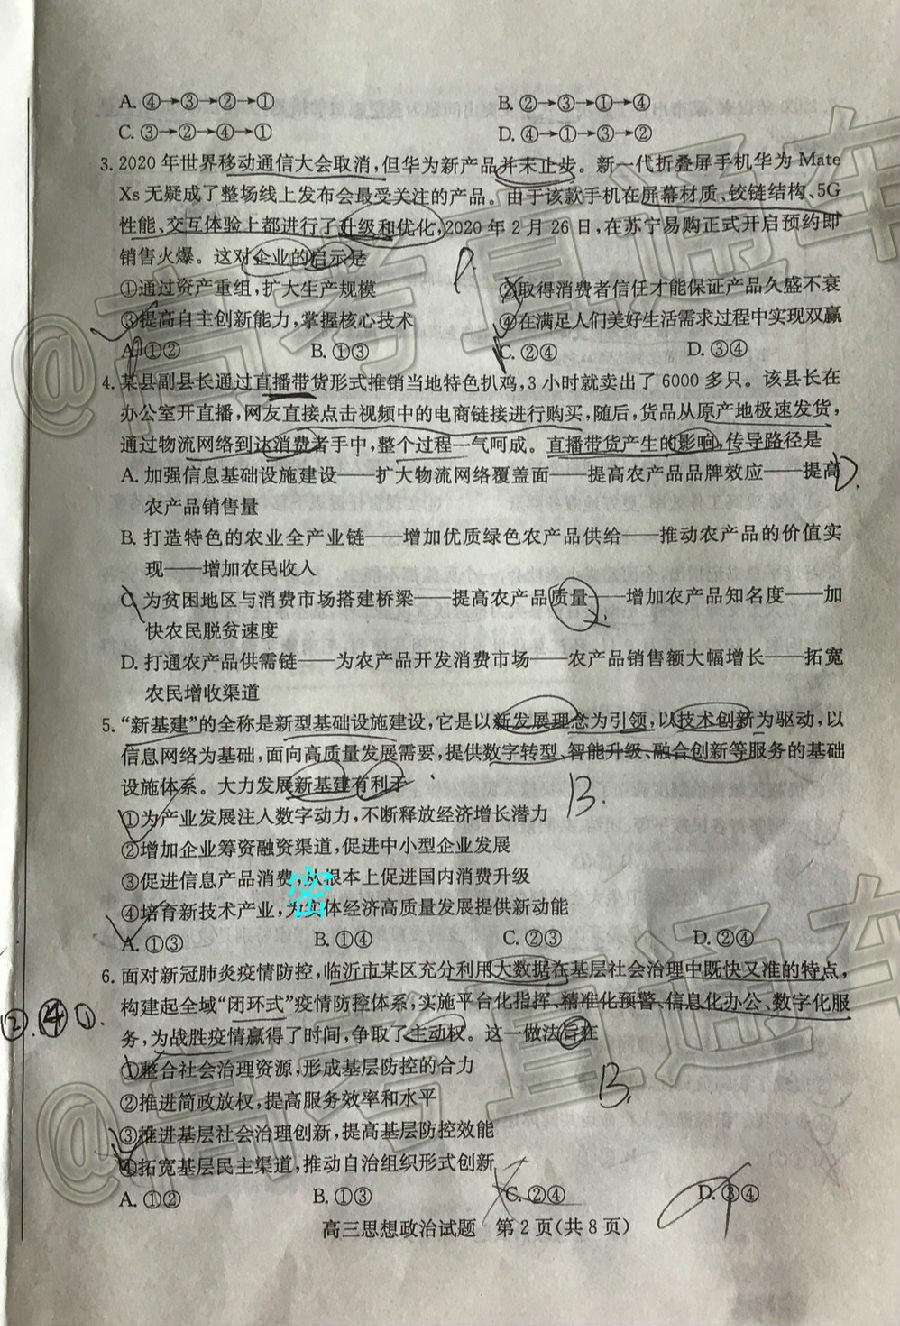 A. ④→③→②→① B. ②→③→①→④
C. ③→②→④→① D. ④→①→③→②
3. 2020 年世界移动通信大会取消,但华为新产品并未止步。新一代折叠屏手机华为 Mate
Xs 无疑成了整场线上发布会最受关注的产品。由于该款手机在屏幕材质、铰链结构、5G
性能、交互体验上都进行了升级和优化,2020 年 2 月 26 日,在苏宁易购正式开启预约即
销售火爆。这对企业的启示是
①通过资产重组,扩大生产规模 ②取得消费者信任才能保证产品久盛不衰
③提高自主创新能力,掌握核心技术 ④在满足人们美好生活需求过程中实现双赢
A. ①② B. ①③ C. ②④ D. ③④
4. 某县副县长通过直播带货形式推销当地特色扒鸡,3 小时就卖出了 6000 多只。该县长在
办公室开直播,网友直接点击视频中的电商链接进行购买,随后,货品从原产地极速发货,
通过物流网络到达消费者手中,整个过程一气呵成。直播带货产生的影响,传导路径是
A. 加强信息基础设施建设——扩大物流网络覆盖面——提高农产品品牌效应——提高 D.
农产品销售量
B. 打造特色的农业全产业链——增加优质绿色农产品供给——推动农产品的价值实
现——增加农民收入
C. 为贫困地区与消费市场搭建桥梁——提高农产品质量——增加农产品知名度——加
快农民脱贫速度
D. 打通农产品供需链——为农产品开发消费市场——农产品销售额大幅增长——拓宽
农民增收渠道
5. “新基建”的全称是新型基础设施建设,它是以新发展理念为引领,以技术创新为驱动,以
信息网络为基础,面向高质量发展需要,提供数字转型、智能升级、融合创新等服务的基础
设施体系。大力发展新基建有利于 B.
①为产业发展注入数字动力,不断释放经济增长潜力
②增加企业筹资融资渠道,促进中小型企业发展
③促进信息产品消费,从根本上促进国内消费升级
密
④培育新技术产业,为实体经济高质量发展提供新动能
A. ①③ B. ①④ C. ②③ D. ②④
6. 面对新冠肺炎疫情防控,临沂市某区充分利用大数据在基层社会治理中既快又准的特点,
构建起全域“闭环式”疫情防控体系,实施平台化指挥、精准化预警、信息化办公、数字化服
②.④①
务,为战胜疫情赢得了时间,争取了主动权。这一做法旨在
①整合社会治理资源,形成基层防控的合力 B.
②推进简政放权,提高服务效率和水平
③推进基层社会治理创新,提高基层防控效能
④拓宽基层民主渠道,推动自治组织形式创新
A. ①② B. ①③ C. ②④ D. ③④
高三思想政治试题 第 2 页(共 8 页)
@高考直通车
@高考直通车